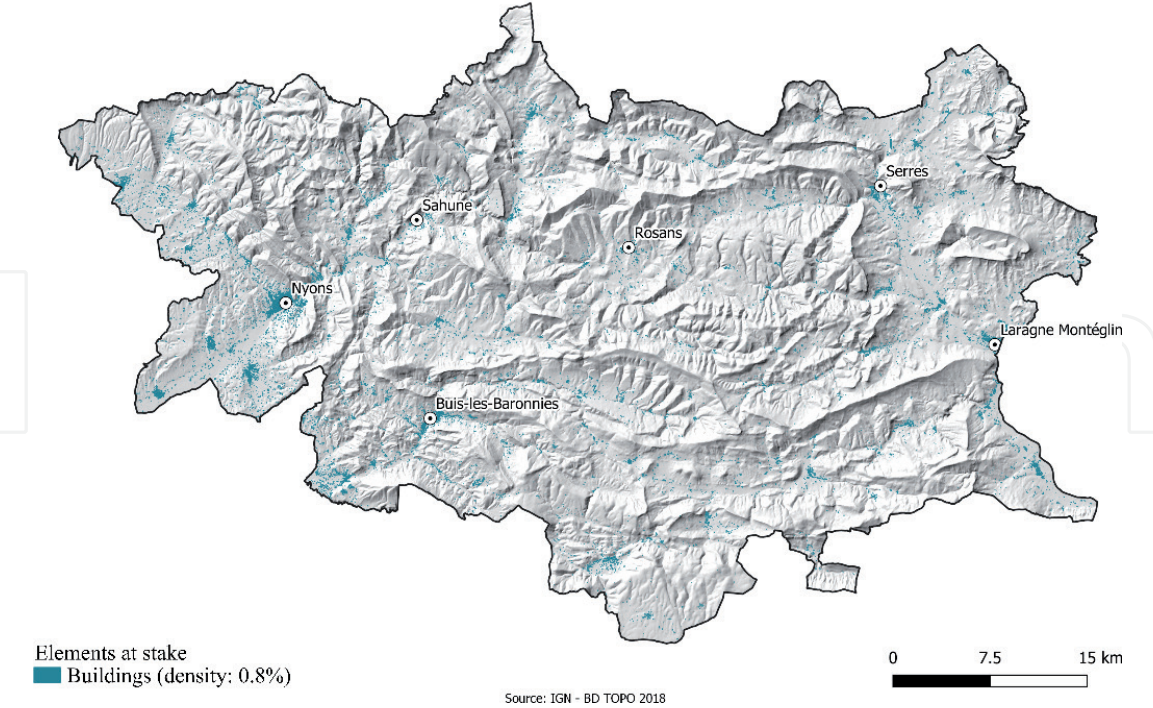 Serres
Sahune
Rosans
Nyons
Laragne Montéglin
Buis-les-Baronnies
Elements at stake
Buildings (density: 0.8%)
0 7.5 15 km
Source: IGN - BD TOPO 2018